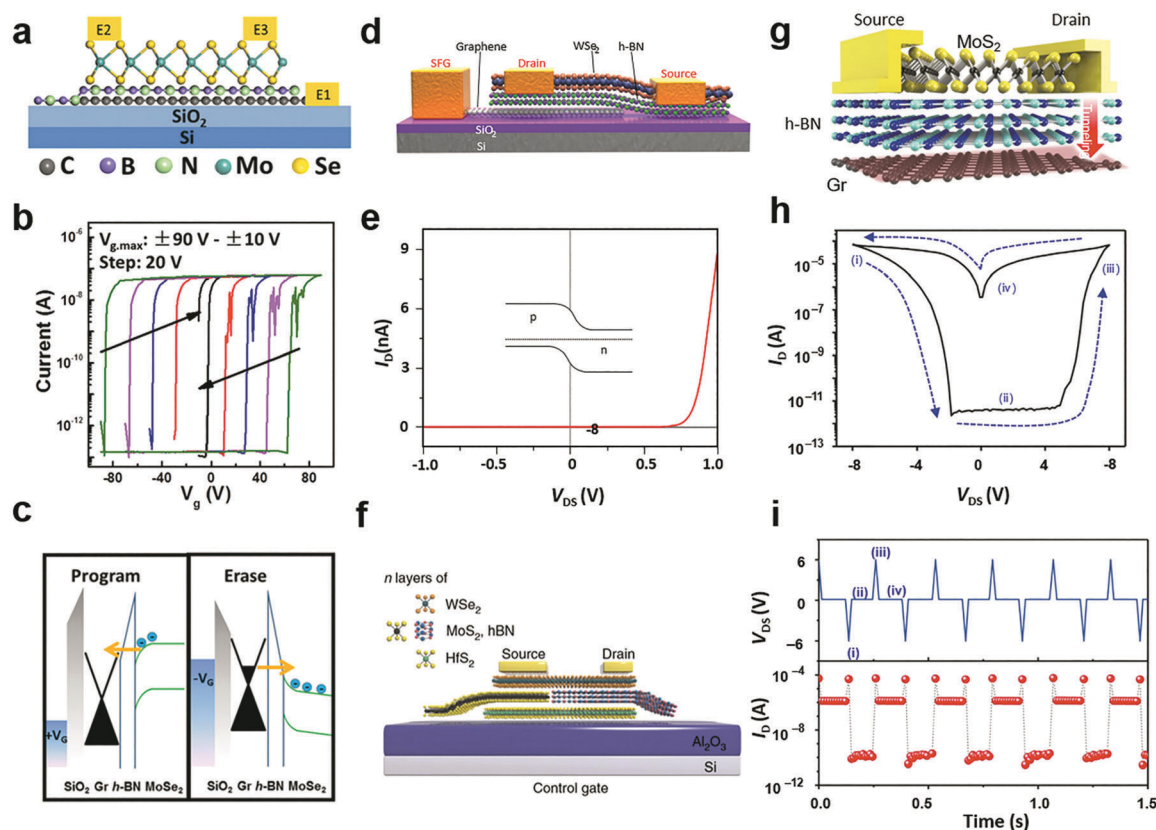 a
E2
E3
E1
SiO2
Si
C B N Mo Se
b
Vg.max: ±90 V - ±10 V
Step: 20 V
10-6
10-8
10-10
10-12
Current (A)
-80 -40 0 40 80
Vg (V)
c
Program
Erase
+VG
-VG
SiO2 Gr h-BN MoSe2
SiO2 Gr h-BN MoSe2
d
Graphene
WSe2
h-BN
SFG
Drain
Source
SiO2
Si
e
9
6
3
0
ID(nA)
p
n
-8
-1.0 -0.5 0 0.5 1.0
VDS (V)
f
n layers of
WSe2
MoS2, hBN
HfS2
Source
Drain
Al2O3
Si
Control gate
g
Source
Drain
MoS2
h-BN
Tunneling
Gr
h
10-5
10-7
10-9
10-11
10-13
ID (A)
(i)
(ii)
(iii)
(iv)
-8 -4 0 4 -8
VDS (V)
i
6
0
-6
VDS (V)
(iii)
(ii)
(iv)
(i)
10-4
10-8
10-12
ID (A)
0.0 0.5 1.0 1.5
Time (s)